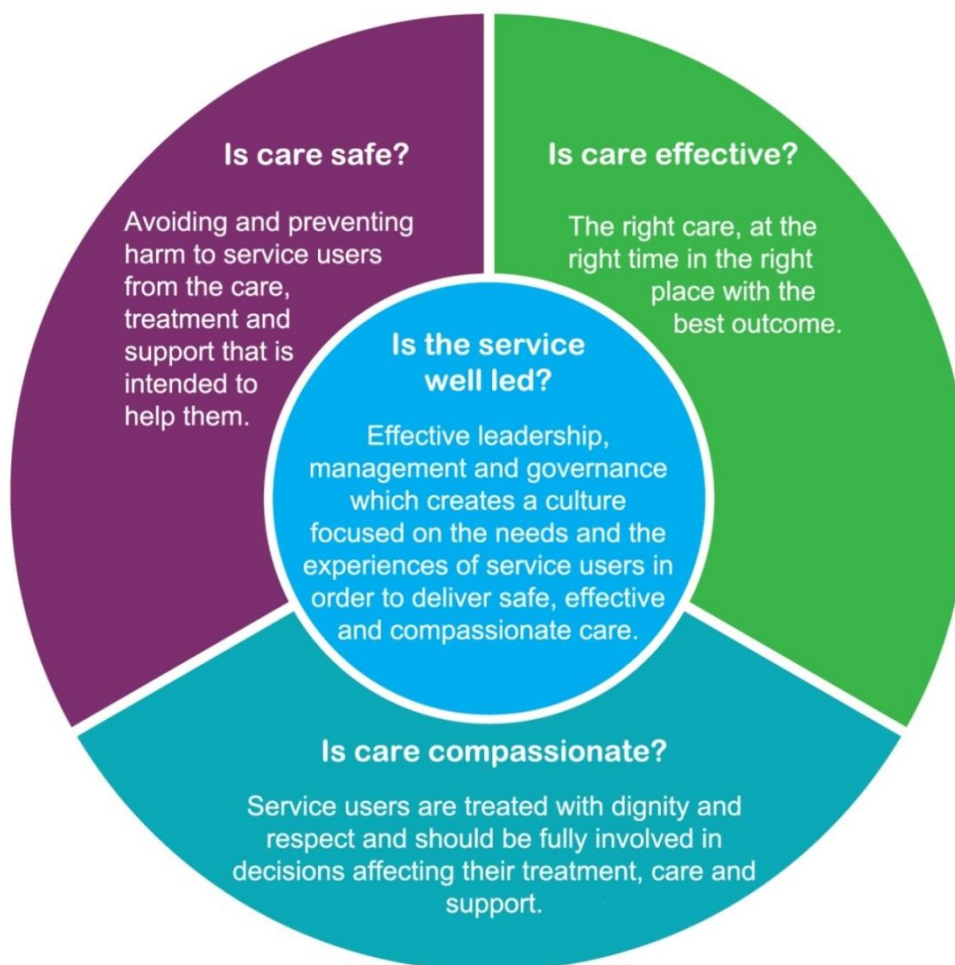 Is care safe?
Avoiding and preventing
harm to service users
from the care,
treatment and
support that is
intended to
help them.
Is care effective?
The right care, at the
right time in the right
place with the
best outcome.
Is the service
well led?
Effective leadership,
management and governance
which creates a culture
focused on the needs and the
experiences of service users in
order to deliver safe, effective
and compassionate care.
Is care compassionate?
Service users are treated with dignity and
respect and should be fully involved in
decisions affecting their treatment, care and
support.